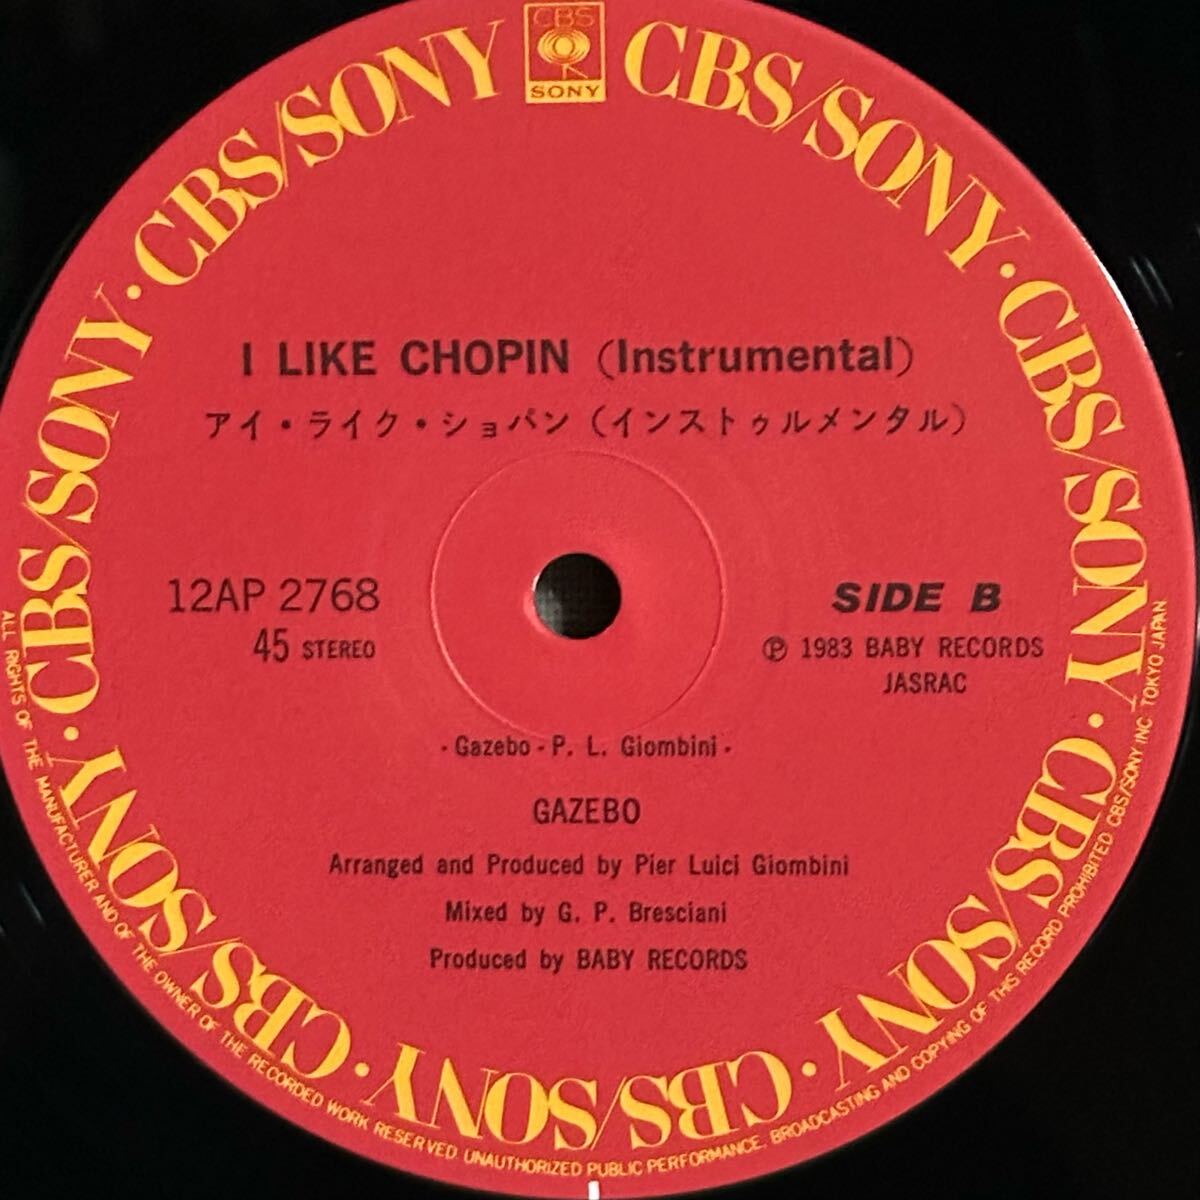 CBS
SONY
CBS/SONY · CBS/SONY · CBS/SONY · CBS/SONY · CBS/SONY · CBS/SONY · CBS/SONY · CBS/SONY · CBS/SONY
I LIKE CHOPIN (Instrumental)
アイ・ライク・ショパン(インストゥルメンタル)
12AP 2768
45 STEREO
SIDE B
Ⓟ 1983 BABY RECORDS
JASRAC
· Gazebo - P. L. Giombini ·
GAZEBO
Arranged and Produced by Pier Luici Giombini
Mixed by G. P. Bresciani
Produced by BABY RECORDS
ALL RIGHTS OF THE MANUFACTURER AND OF THE OWNER OF THE RECORDED WORK RESERVED. UNAUTHORIZED PUBLIC PERFORMANCE. BROADCASTING AND COPYING OF THIS RECORD PROHIBITED CBS/SONY INC TOKYO JAPAN